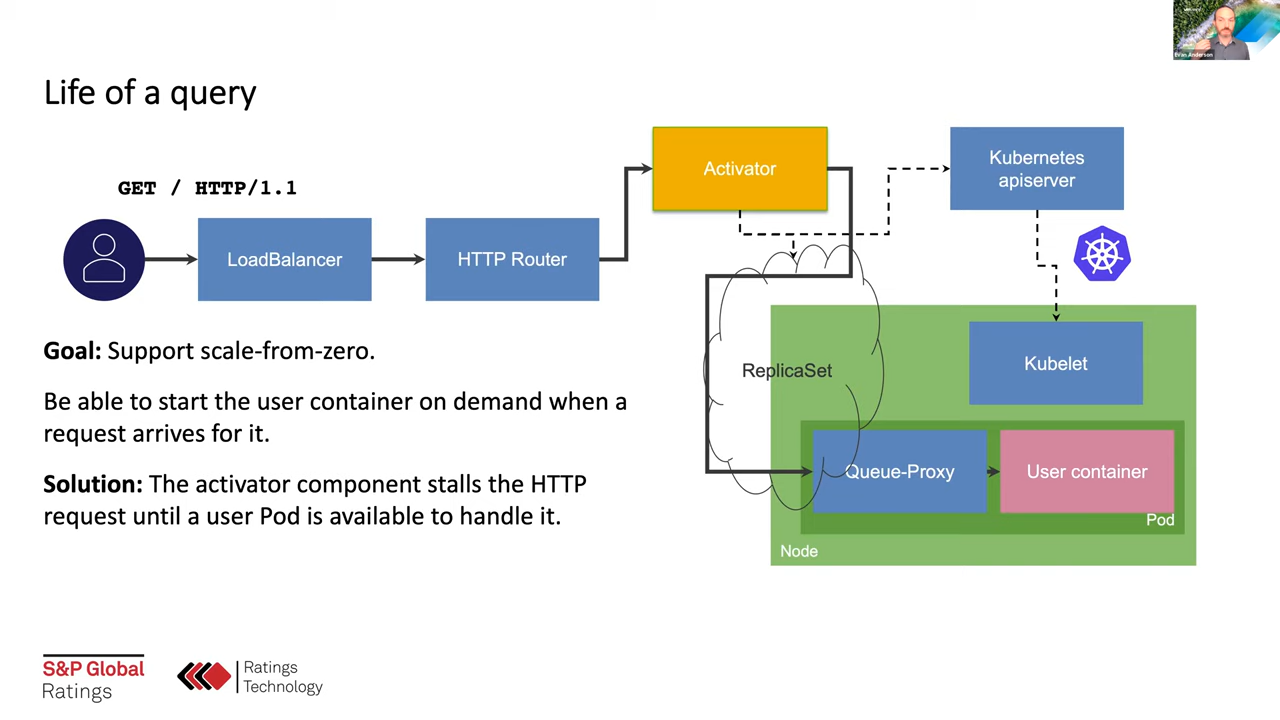 Life of a query
GET / HTTP/1.1
LoadBalancer
HTTP Router
Activator
Kubernetes
apiserver
ReplicaSet
Kubelet
Queue-Proxy
User container
Pod
Node
Goal: Support scale-from-zero.
Be able to start the user container on demand when a
request arrives for it.
Solution: The activator component stalls the HTTP
request until a user Pod is available to handle it.
S&P Global
Ratings
Ratings
Technology
Evan Anderson